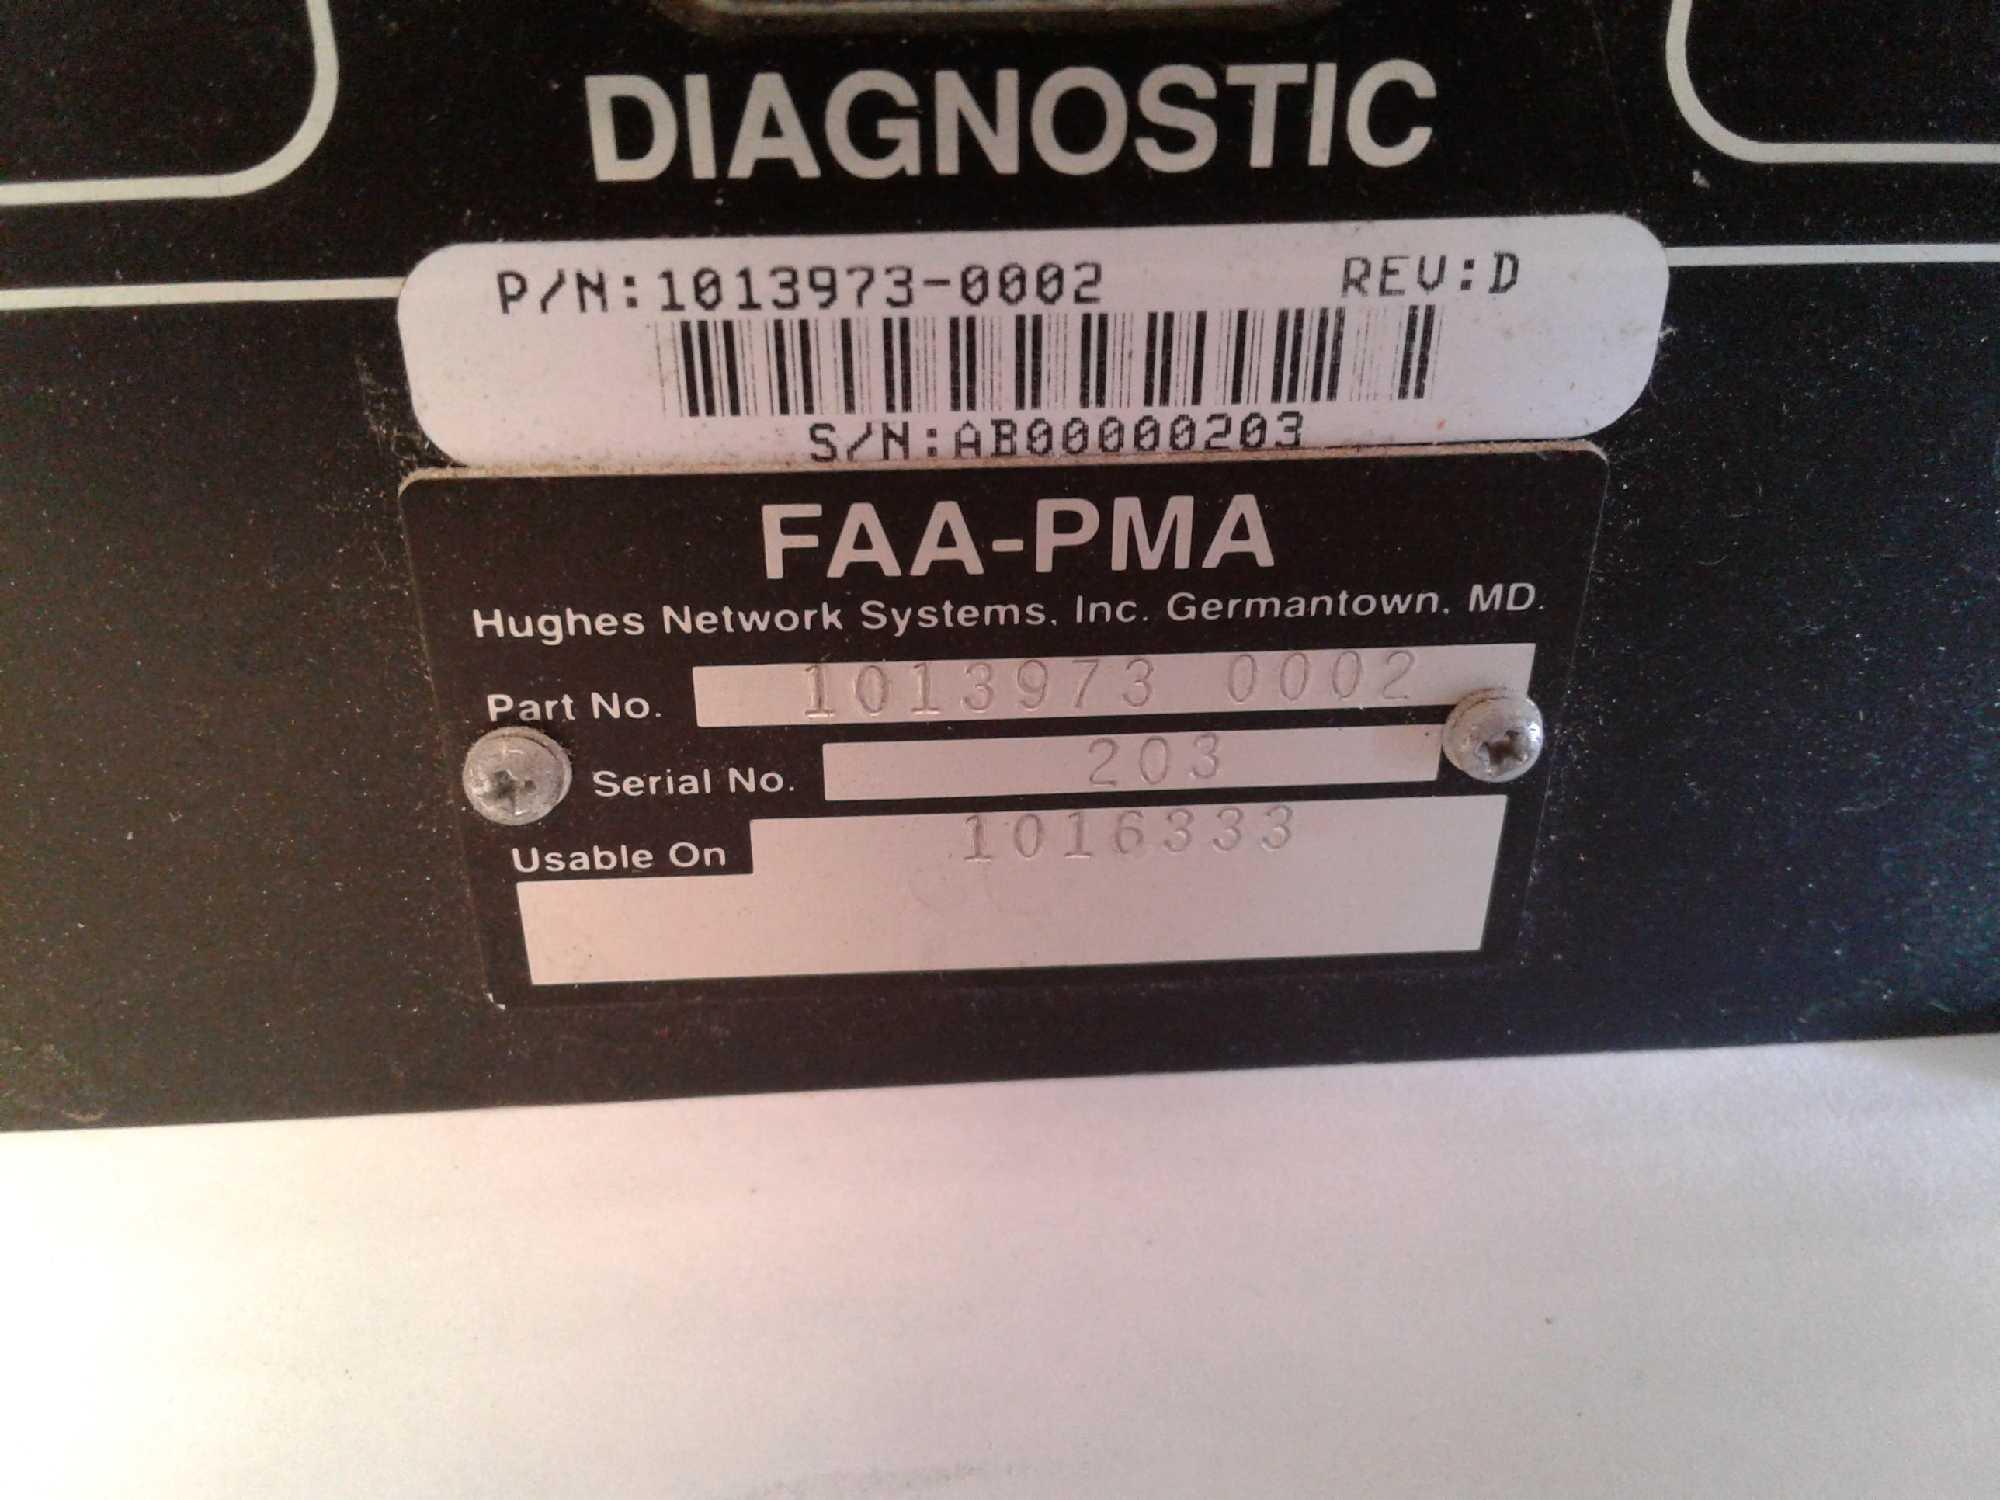 DIAGNOSTIC
P/N:1013973-0002 REV:D
S/N:AB00000203
FAA-PMA
Hughes Network Systems, Inc. Germantown, MD.
Part No. 1013973 0002
Serial No. 203
Usable On 1016333